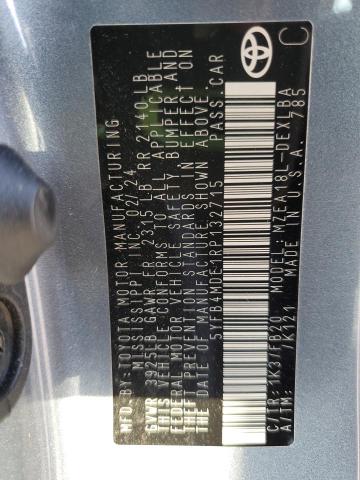 MFD. BY: TOYOTA MOTOR MANUFACTURING
MISSISSIPPI, INC. 02/24
GVWR 3925LB GAWR FR 2315 LB RR 2140 LB
THIS VEHICLE CONFORMS TO ALL APPLICABLE
FEDERAL MOTOR VEHICLE SAFETY BUMPER, AND
THEFT PREVENTION STANDARDS IN EFFECT ON
THE DATE OF MANUFACTURE SHOWN ABOVE.
5YFB4MDE1RP132715 PASS. CAR
C
C/TR: 1K3/FB20 MODEL: MZEA18L-DEXLBA
A/TM: /K121 MADE IN U.S.A. 785